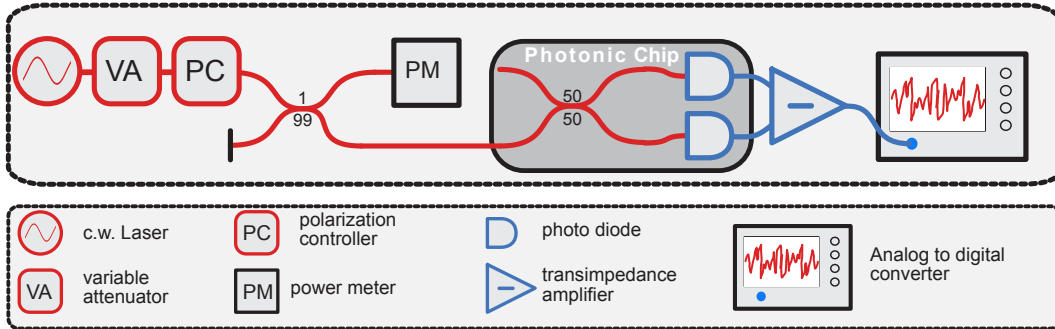 Photonic Chip
VA
PC
PM
1
99
50
50
c.w. Laser
PC
polarization
controller
photo diode
VA
variable
attenuator
PM
power meter
transimpedance
amplifier
Analog to digital
converter